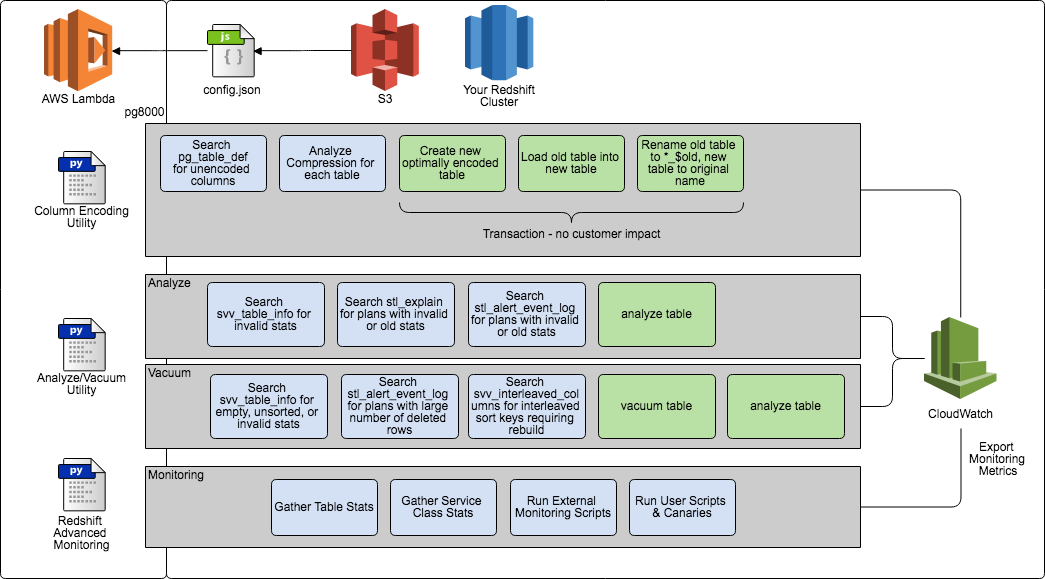 js
{ }
AWS Lambda
config.json
S3
Your Redshift
Cluster
pg8000
py
Column Encoding
Utility
Search
pg_table_def
for unencoded
columns
Analyze
Compression for
each table
Create new
optimally encoded
table
Load old table into
new table
Rename old table
to *_$old, new
table to original
name
Transaction - no customer impact
Analyze
py
Analyze/Vacuum
Utility
Search
svv_table_info for
invalid stats
Search stl_explain
for plans with invalid
or old stats
Search
stl_alert_event_log
for plans with invalid
or old stats
analyze table
Vacuum
Search
svv_table_info for
empty, unsorted, or
invalid stats
Search
stl_alert_event_log
for plans with large
number of deleted
rows
Search
svv_interleaved_col
umns for interleaved
sort keys requiring
rebuild
vacuum table
analyze table
CloudWatch
Export
Monitoring
Metrics
Monitoring
py
Redshift
Advanced
Monitoring
Gather Table Stats
Gather Service
Class Stats
Run External
Monitoring Scripts
Run User Scripts
& Canaries